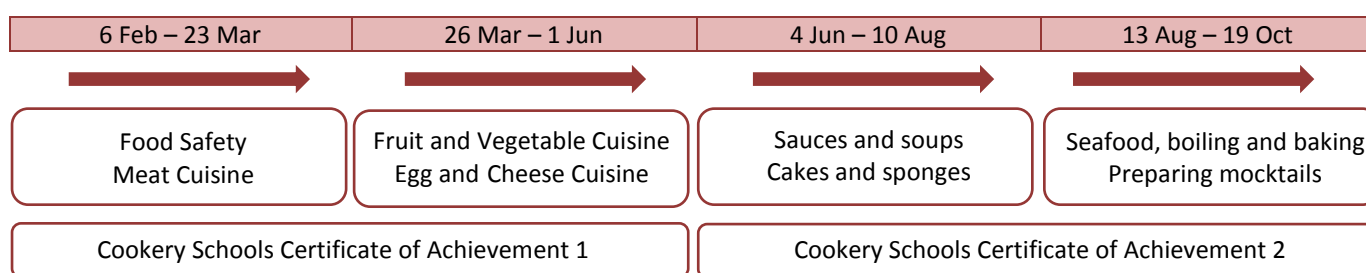 6 Feb – 23 Mar
26 Mar – 1 Jun
4 Jun – 10 Aug
13 Aug – 19 Oct
Food Safety
Meat Cuisine
Fruit and Vegetable Cuisine
Egg and Cheese Cuisine
Sauces and soups
Cakes and sponges
Seafood, boiling and baking
Preparing mocktails
Cookery Schools Certificate of Achievement 1
Cookery Schools Certificate of Achievement 2